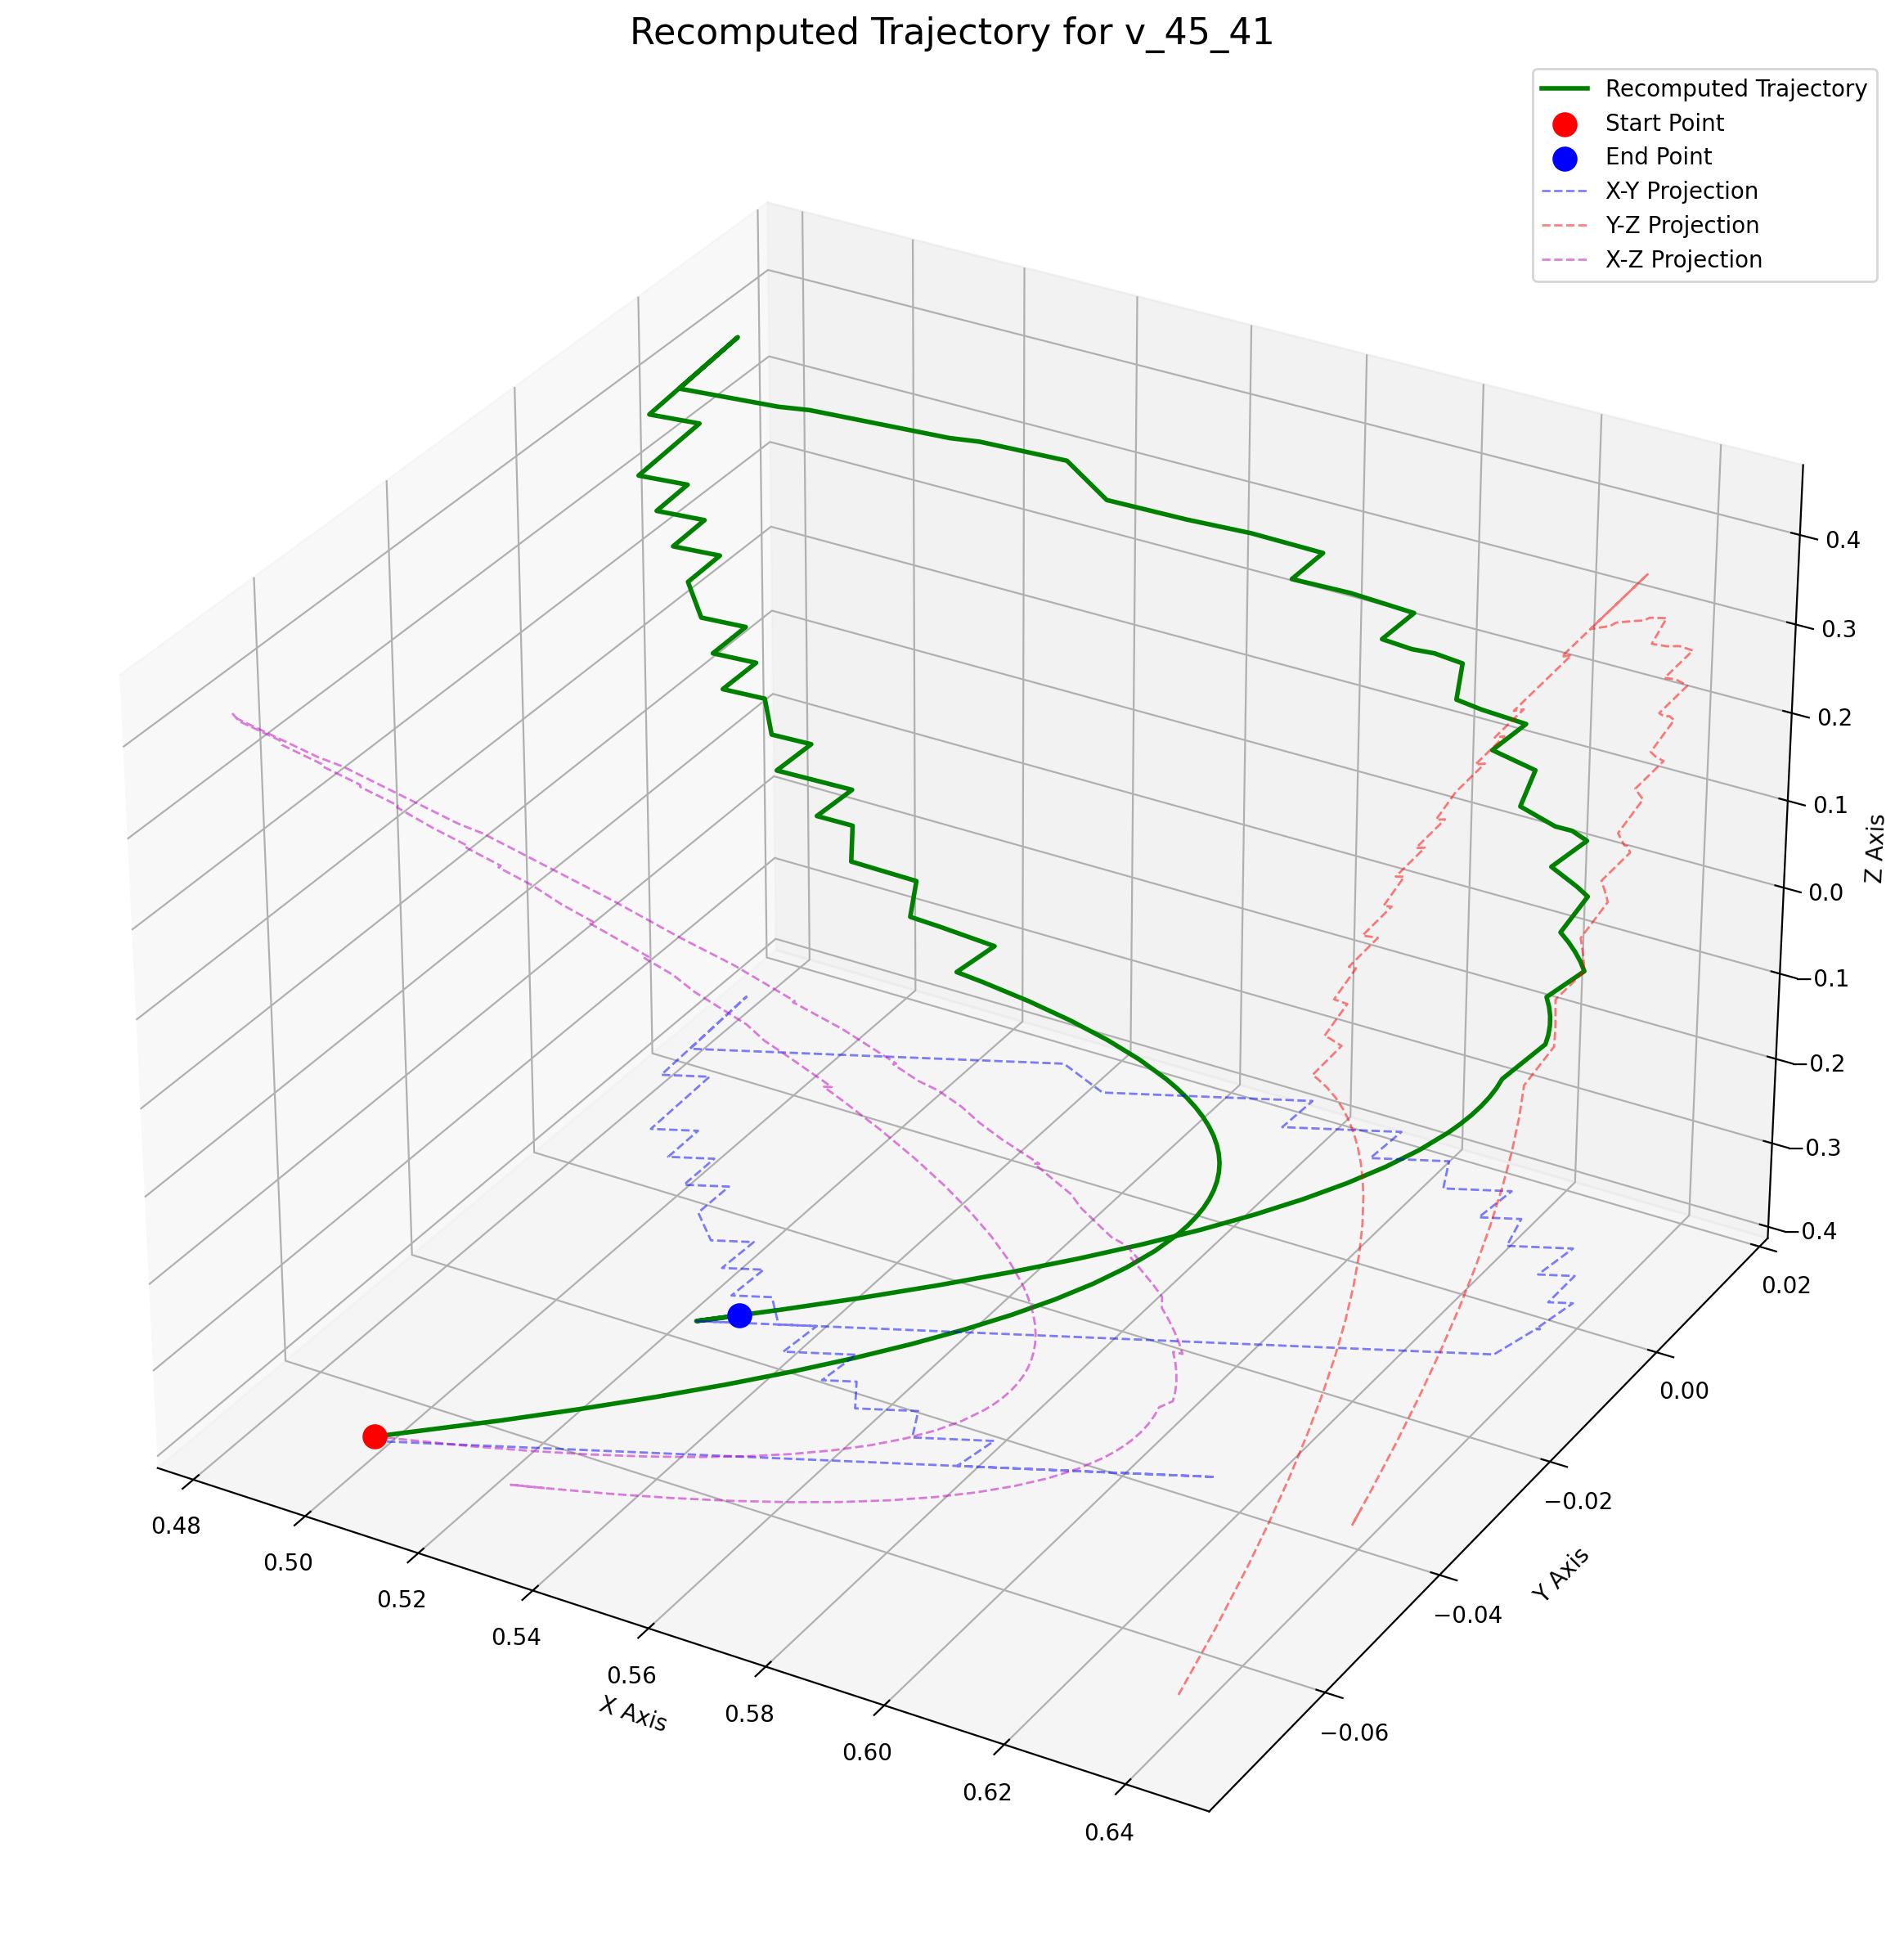 Recomputed Trajectory for v_45_41
Recomputed Trajectory
Start Point
End Point
X-Y Projection
Y-Z Projection
X-Z Projection
0.4
0.3
0.2
0.1
0.0
−0.1
−0.2
−0.3
−0.4
Z Axis
0.02
0.00
−0.02
−0.04
−0.06
Y Axis
0.48
0.50
0.52
0.54
0.56
0.58
0.60
0.62
0.64
X Axis